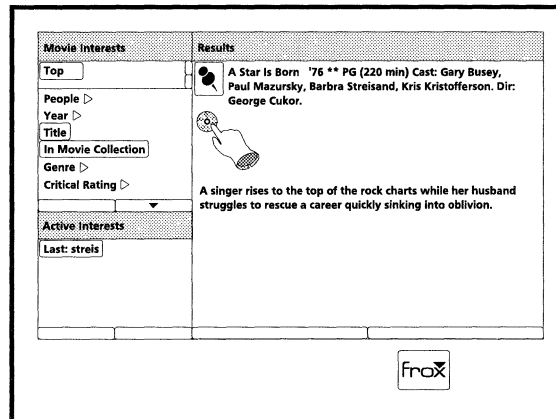 Movie Interests
Top
People
Year
Title
In Movie Collection
Genre
Critical Rating
Active Interests
Last: streis
Results
A Star Is Born '76 ** PG (220 min) Cast: Gary Busey,
Paul Mazursky, Barbra Streisand, Kris Kristofferson. Dir:
George Cukor.
A singer rises to the top of the rock charts while her husband
struggles to rescue a career quickly sinking into oblivion.
Frox